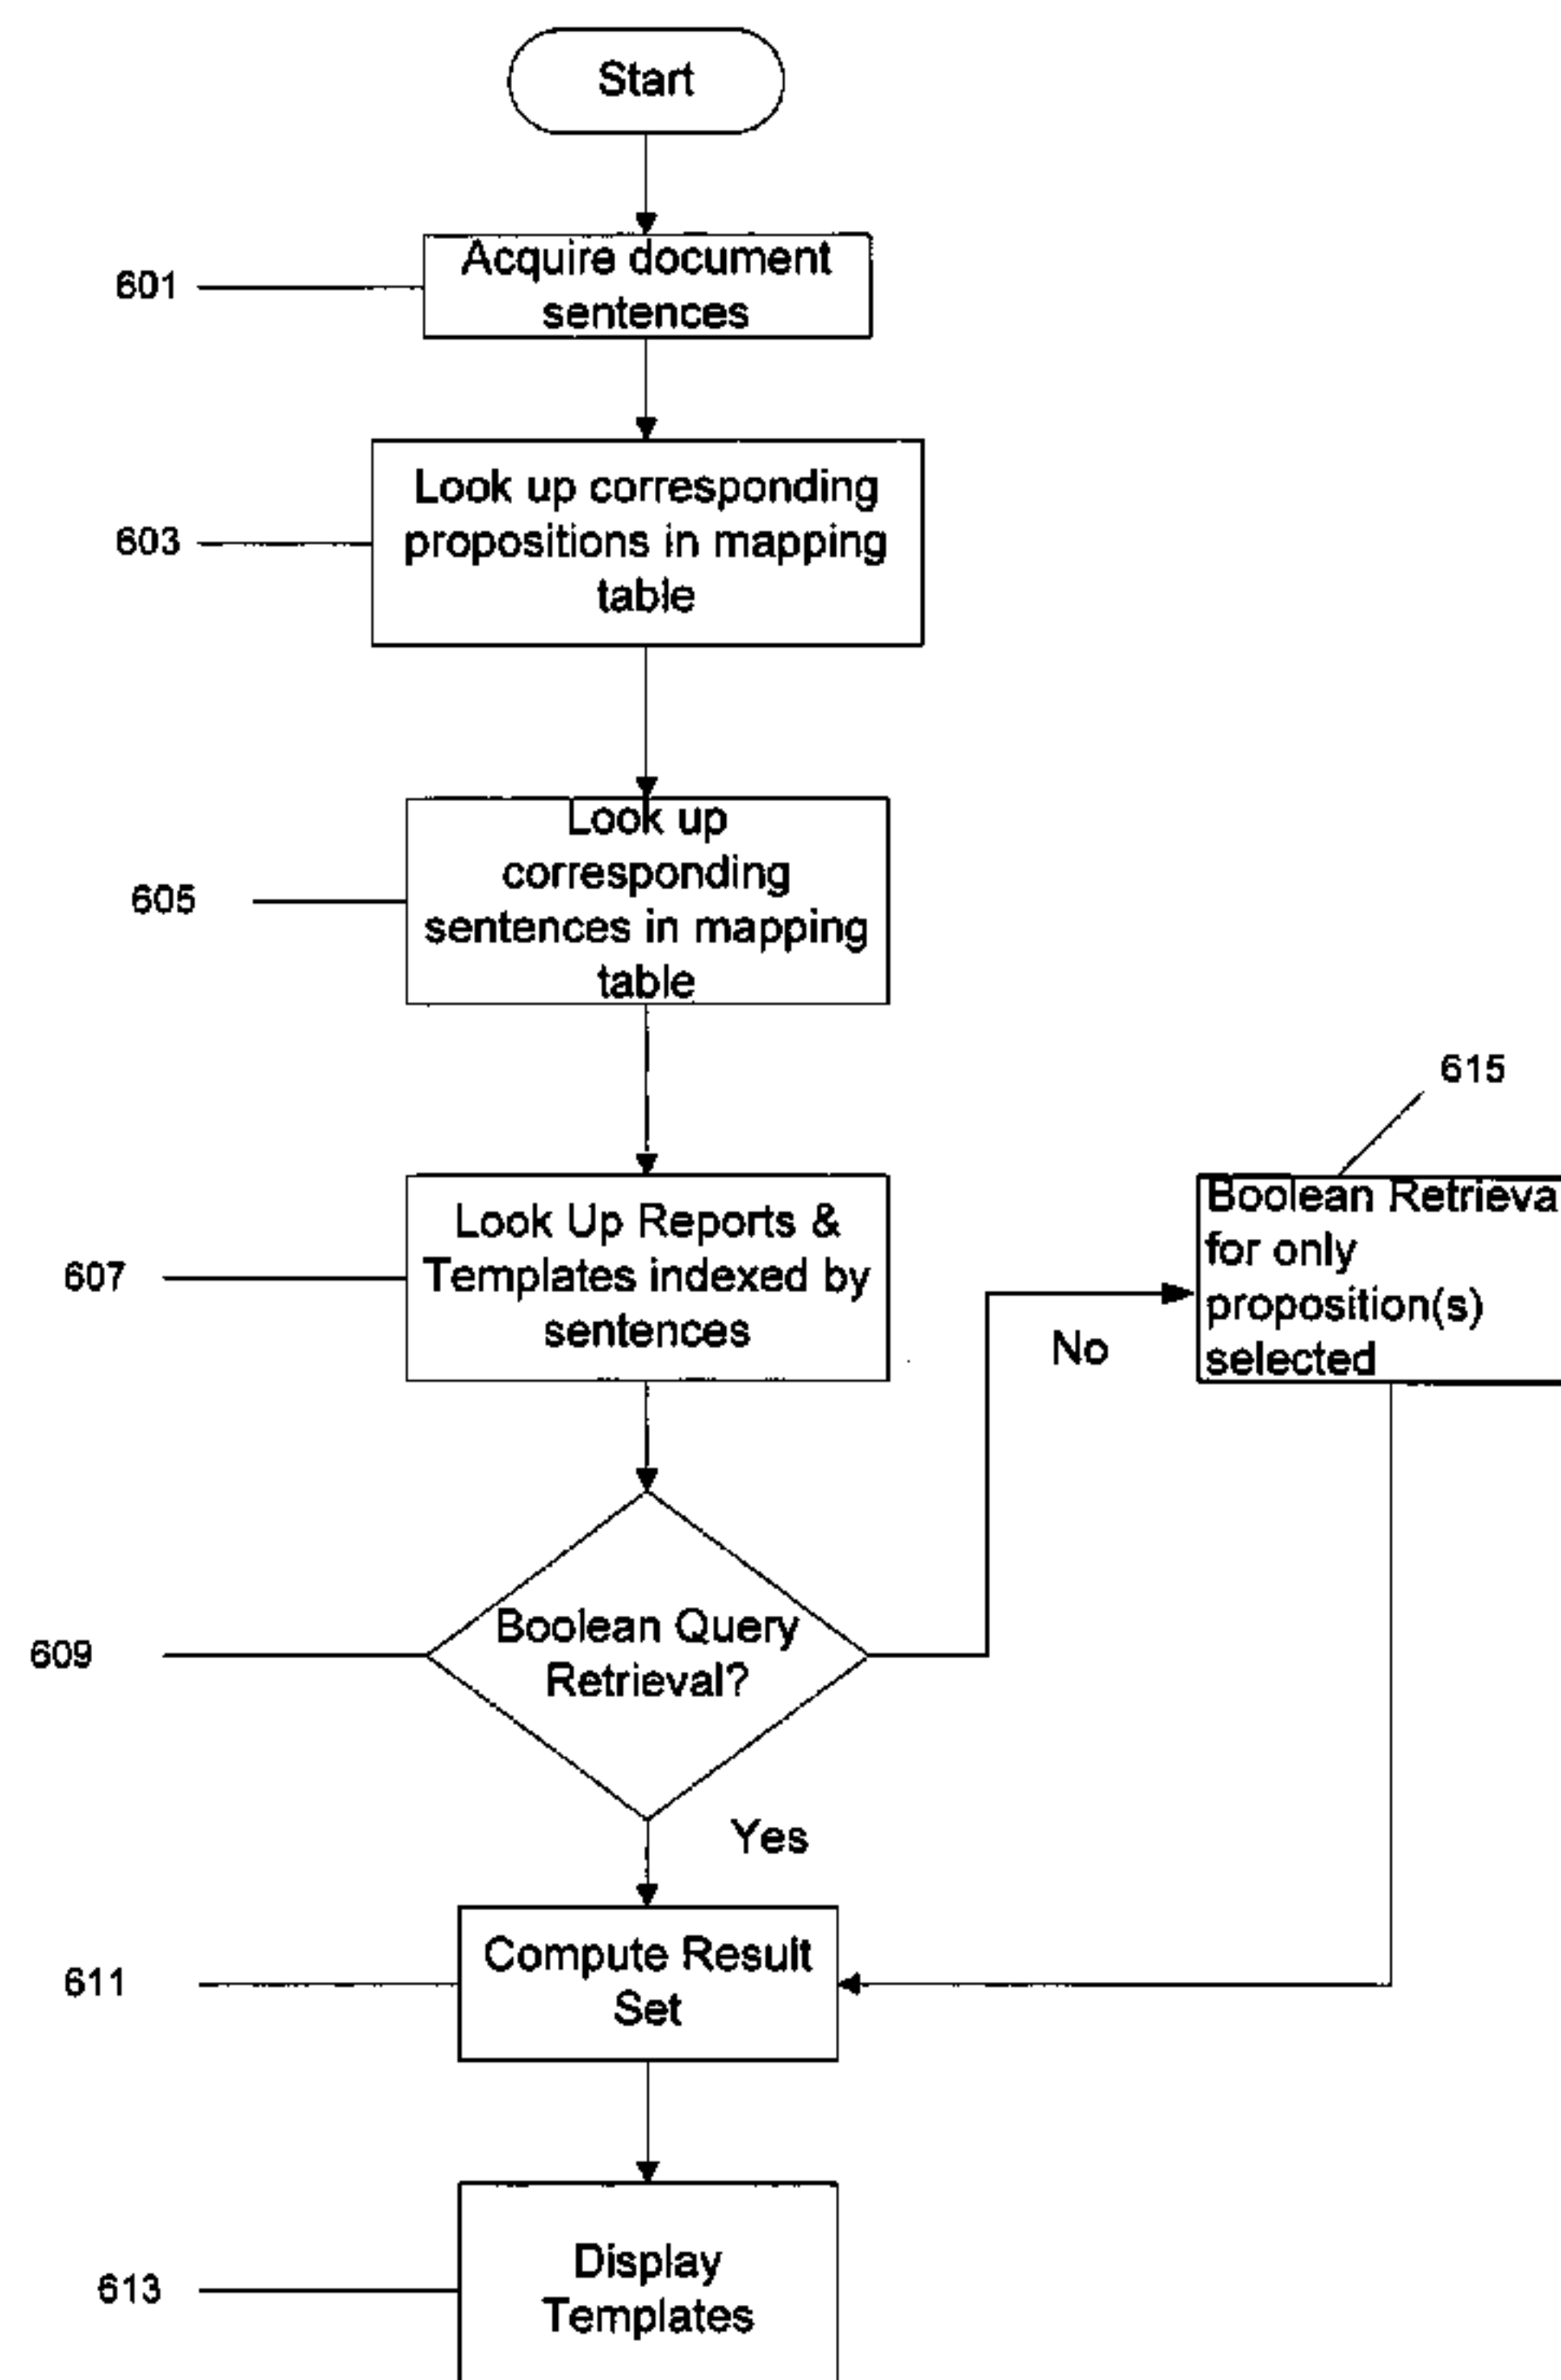 Start
601
Acquire document
sentences
603
Look up corresponding
propositions in mapping
table
605
Look up
corresponding
sentences in mapping
table
607
Look Up Reports &
Templates indexed by
sentences
615
Boolean Retrieva
for only
proposition(s)
selected
No
609
Boolean Query
Retrieval?
Yes
611
Compute Result
Set
613
Display
Templates